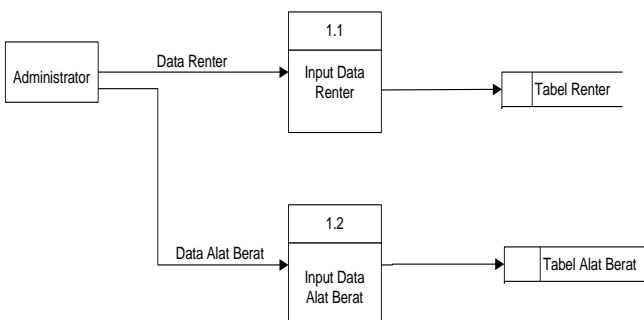 1.1
Data Renter
Administrator
Input Data
Renter
Tabel Renter
1.2
Data Alat Berat
Input Data
Alat Berat
Tabel Alat Berat